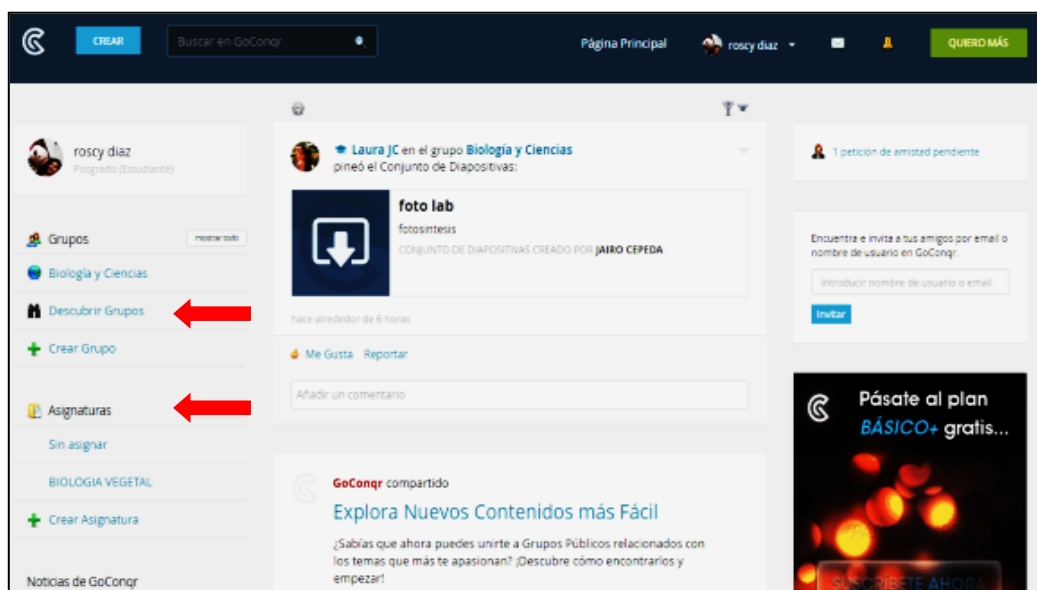 CREAR
Buscar en GoConqr
Página Principal
roscy diaz
QUIERO MÁS
roscy diaz
Posgrado (Estudiante)
Grupos
mostrar todo
Biología y Ciencias
Descubrir Grupos
Crear Grupo
Asignaturas
Sin asignar
BIOLOGIA VEGETAL
Crear Asignatura
Noticias de GoConqr
Laura JC en el grupo Biología y Ciencias
pineó el Conjunto de Diapositivas:
foto lab
fotosintesis
CONJUNTO DE DIAPOSITIVAS CREADO POR JAIRO CEPEDA
hace alrededor de 6 horas
Me Gusta Reportar
Añadir un comentario
GoConqr compartido
Explora Nuevos Contenidos más Fácil
¿Sabías que ahora puedes unirte a Grupos Públicos relacionados con
los temas que más te apasionan? ¡Descubre cómo encontrarlos y
empezar!
1 petición de amistad pendiente
Encuentra e invita a tus amigos por email o
nombre de usuario en GoConqr.
Introducir nombre de usuario o email
Invitar
Pásate al plan
BÁSICO+ gratis...
SUSCRÍBETE AHORA